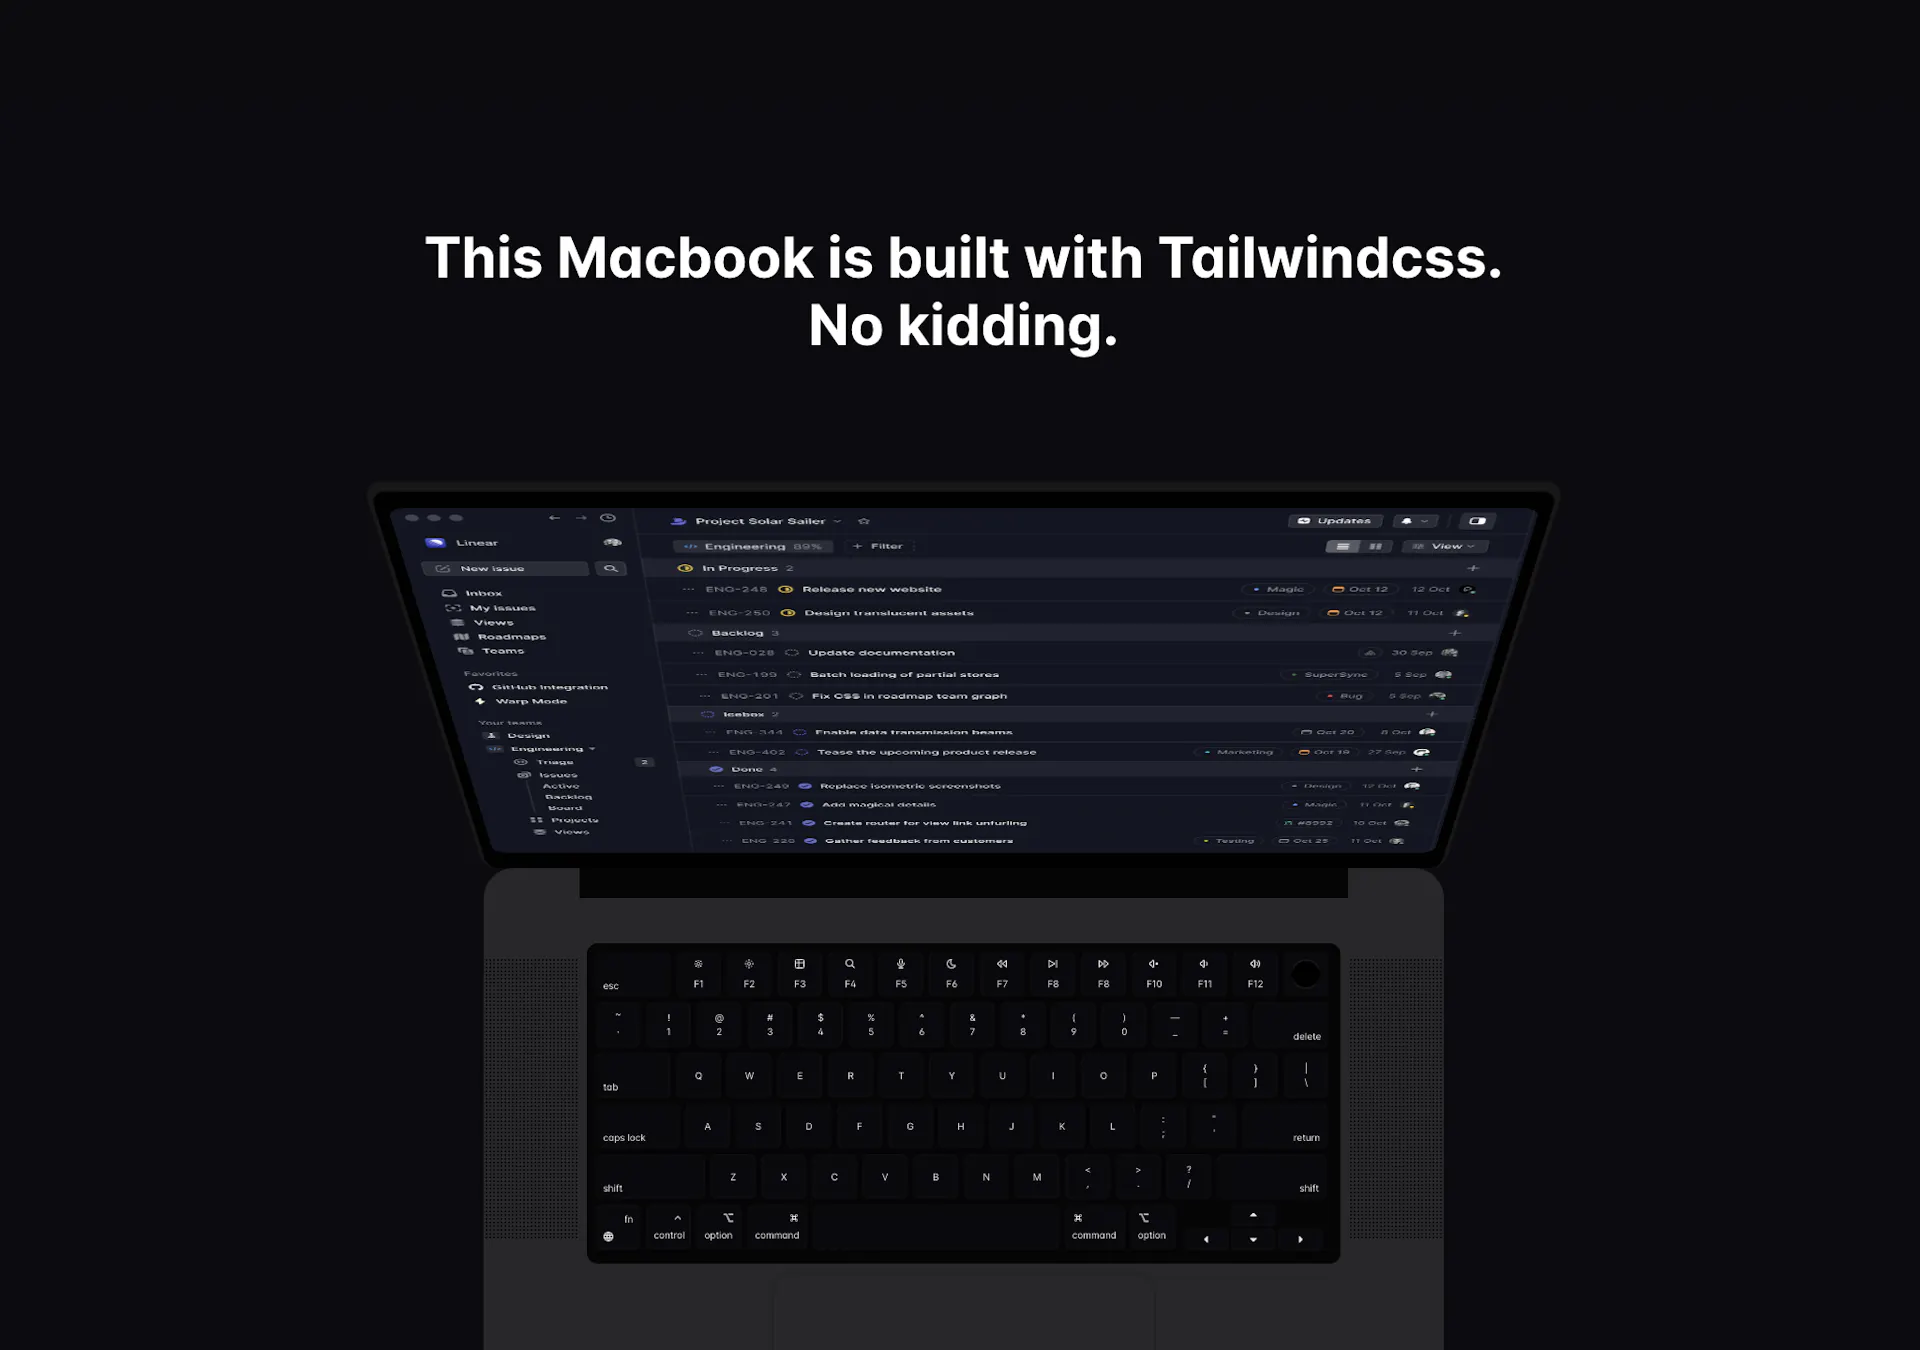 This Macbook is built with Tailwindcss.
No kidding.
Project Solar Sailer
Updates
Linear
Engineering 89%
+ Filter
View
New issue
In Progress 2
Inbox
ENG-248 Release new website Magic Oct 12 12 Oct
My issues
ENG-250 Design translucent assets Design Oct 12 11 Oct
Views
Backlog 3
Roadmaps
Teams
ENG-028 Update documentation 30 Sep
Favorites
ENG-199 Batch loading of partial stores SuperSync 5 Sep
GitHub Integration
ENG-201 Fix CSS in roadmap team graph Bug 5 Sep
Warp Mode
Icebox 2
Your teams
Design
ENG-344 Enable data transmission beams Oct 20 8 Oct
Engineering
ENG-402 Tease the upcoming product release Marketing Oct 19 27 Sep
Triage 2
Done 4
Issues
Active
ENG-249 Replace isometric screenshots Design 12 Oct
Backlog
ENG-247 Add magical details Magic 11 Oct
Board
Projects
ENG-241 Create router for view link unfurling #8992 10 Oct
Views
ENG-220 Gather feedback from customers Testing Oct 25 11 Oct
esc F1 F2 F3 F4 F5 F6 F7 F8 F8 F10 F11 F12
~ ! @ # $ % ^ & * ( ) — +
` 1 2 3 4 5 6 7 8 9 0 _ = delete
tab Q W E R T Y U I O P { [ } ] | \
caps lock A S D F G H J K L : ; " ' return
shift Z X C V B N M < , > . ? / shift
fn ^ ⌥ ⌘ ⌘ ⌥
control option command command option